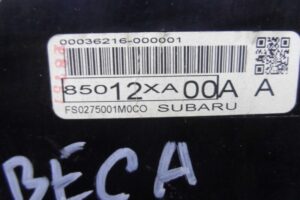 00036216-000001
85012XA00A A
FS0275001M0CO SUBARU
BECA